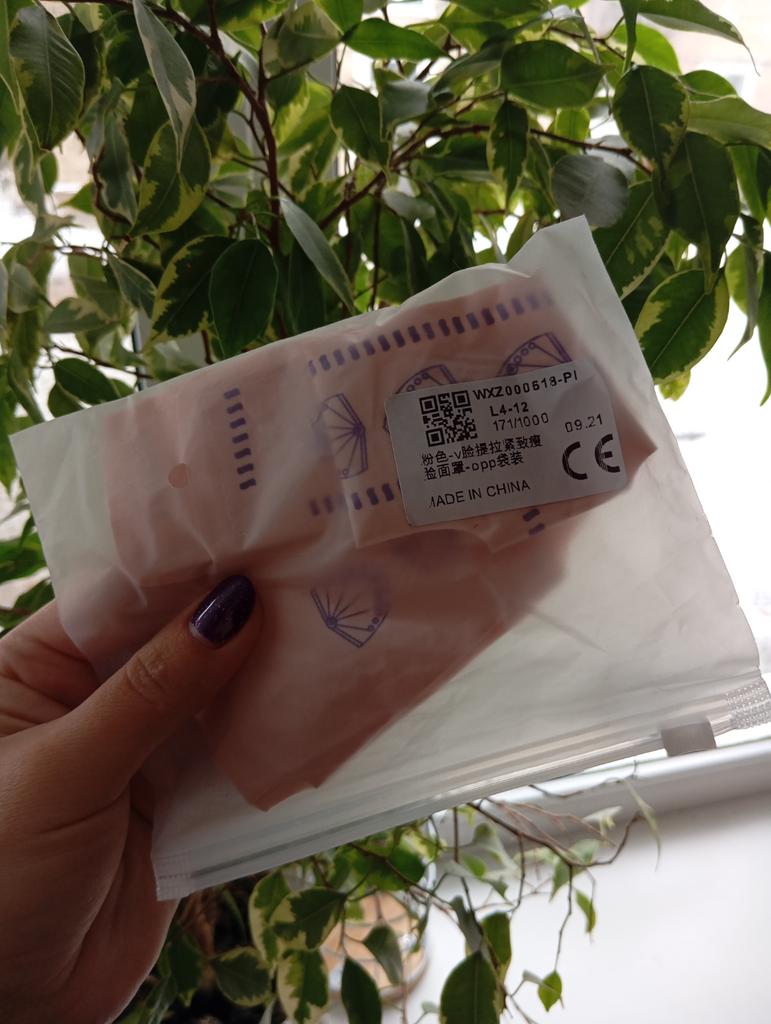 WXZ000618-PI
L4-12
171/1000 09.21
粉色-v脸提拉紧致瘦
脸面罩-opp袋装
CE
MADE IN CHINA